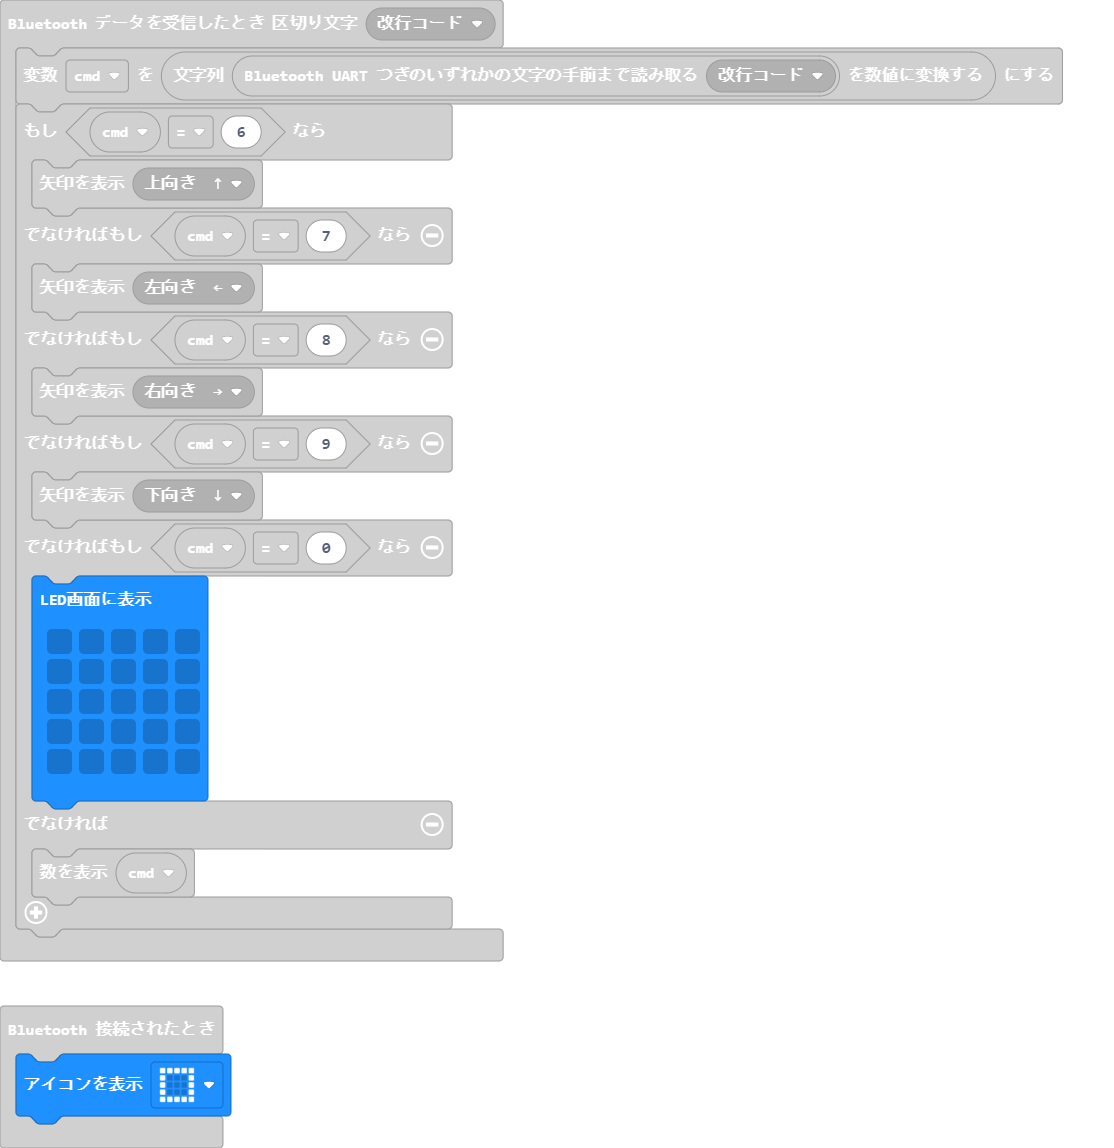 Bluetooth データを受信したとき 区切り文字 改行コード
変数 cmd を 文字列 Bluetooth UART つぎのいずれかの文字の手前まで読み取る 改行コード を数値に変換する にする
もし cmd = 6 なら
矢印を表示 上向き ↑
でなければもし cmd = 7 なら
矢印を表示 左向き ←
でなければもし cmd = 8 なら
矢印を表示 右向き →
でなければもし cmd = 9 なら
矢印を表示 下向き ↓
でなければもし cmd = 0 なら
LED画面に表示
でなければ
数を表示 cmd
Bluetooth 接続されたとき
アイコンを表示